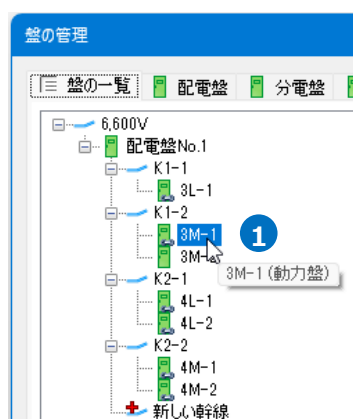 盤の管理
盤の一覧 配電盤 分電盤
6,600V
配電盤No.1
K1-1
3L-1
K1-2
3M-1
1
3M-
3M-1 (動力盤)
K2-1
4L-1
4L-2
K2-2
4M-1
4M-2
新しい幹線